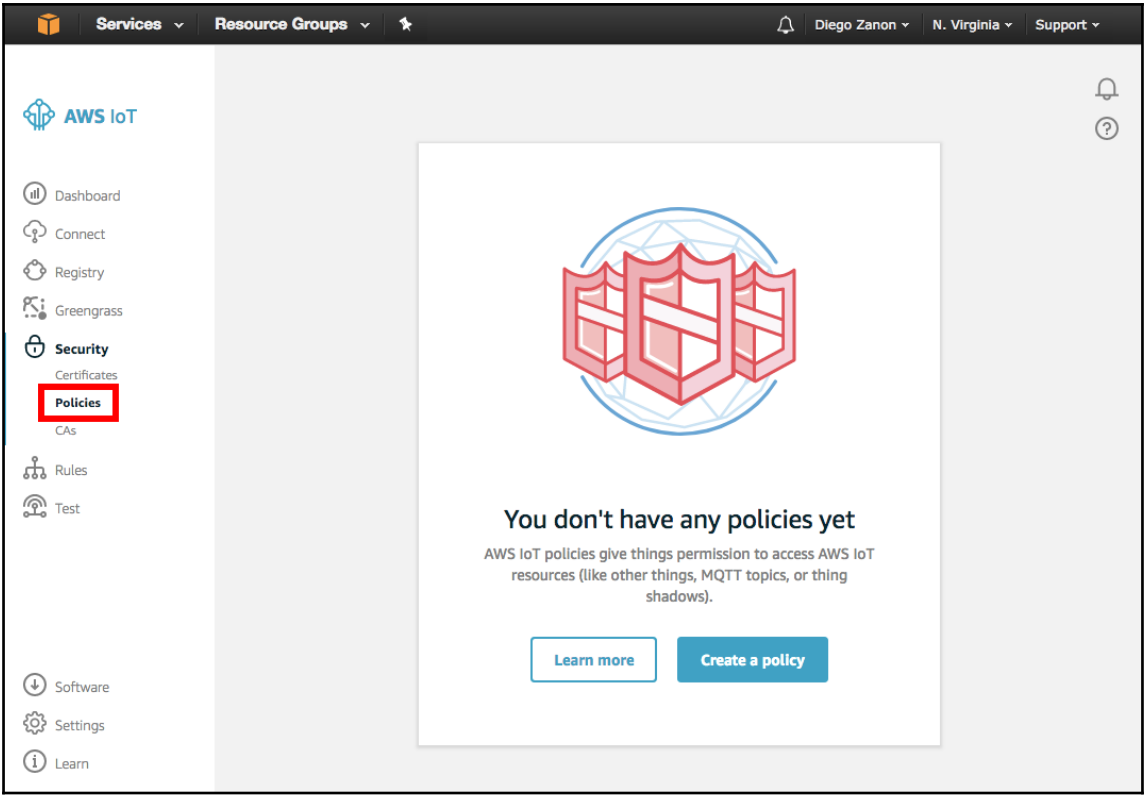 Services Resource Groups Diego Zanon N. Virginia Support
AWS IoT
Dashboard
Connect
Registry
Greengrass
Security
Certificates
Policies
CAs
Rules
Test
Software
Settings
Learn
You don't have any policies yet
AWS IoT policies give things permission to access AWS IoT
resources (like other things, MQTT topics, or thing
shadows).
Learn more Create a policy